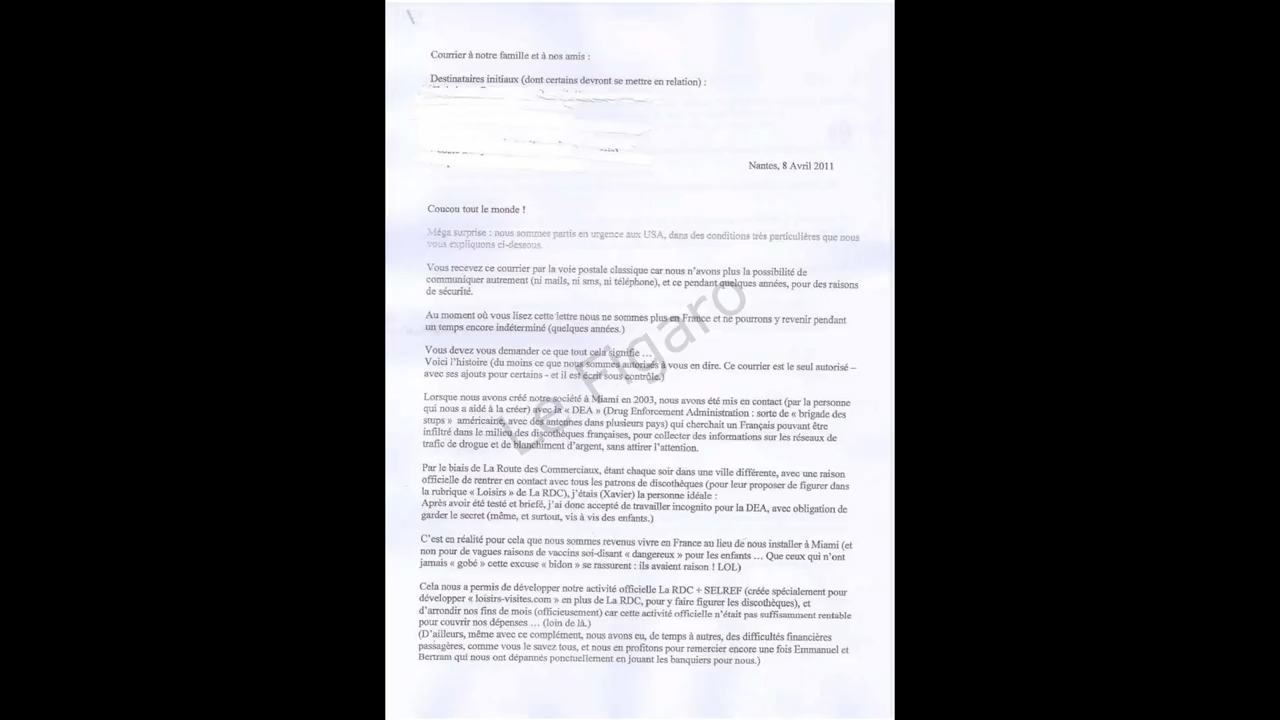 Courrier à notre famille et à nos amis :
Destinataires initiaux (dont certains devront se mettre en relation) :
Nantes, 8 Avril 2011
Coucou tout le monde !
Méga surprise : nous sommes partis en urgence aux USA, dans des conditions très particulières que nous
vous expliquons ci-dessous.
Vous recevez ce courrier par la voie postale classique car nous n'avons plus la possibilité de
communiquer autrement (ni mails, ni sms, ni téléphone), et ce pendant quelques années, pour des raisons
de sécurité.
Au moment où vous lisez cette lettre nous ne sommes plus en France et ne pourrons y revenir pendant
un temps encore indéterminé (quelques années.)
Vous devez vous demander ce que tout cela signifie ...
Voici l'histoire (du moins ce que nous sommes autorisés à vous en dire. Ce courrier est le seul autorisé –
avec ses ajouts pour certains - et il est écrit sous contrôle.)
Lorsque nous avons créé notre société à Miami en 2003, nous avons été mis en contact (par la personne
qui nous a aidé à la créer) avec la « DEA » (Drug Enforcement Administration : sorte de « brigade des
stups » américaine, avec des antennes dans plusieurs pays) qui cherchait un Français pouvant être
infiltré dans le milieu des discothèques françaises, pour collecter des informations sur les réseaux de
trafic de drogue et de blanchiment d'argent, sans attirer l'attention.
Par le biais de La Route des Commerciaux, étant chaque soir dans une ville différente, avec une raison
officielle de rentrer en contact avec tous les patrons de discothèques (pour leur proposer de figurer dans
la rubrique « Loisirs » de La RDC), j'étais (Xavier) la personne idéale :
Après avoir été testé et briefé, j'ai donc accepté de travailler incognito pour la DEA, avec obligation de
garder le secret (même, et surtout, vis à vis des enfants.)
C'est en réalité pour cela que nous sommes revenus vivre en France au lieu de nous installer à Miami (et
non pour de vagues raisons de vaccins soi-disant « dangereux » pour les enfants ... Que ceux qui n'ont
jamais « gobé » cette excuse « bidon » se rassurent : ils avaient raison ! LOL)
Cela nous a permis de développer notre activité officielle La RDC + SELREF (créée spécialement pour
développer « loisirs-visites.com » en plus de La RDC, pour y faire figurer les discothèques), et
d'arrondir nos fins de mois (officieusement) car cette activité officielle n'était pas suffisamment rentable
pour couvrir nos dépenses ... (loin de là.)
(D'ailleurs, même avec ce complément, nous avons eu, de temps à autres, des difficultés financières
passagères, comme vous le savez tous, et nous en profitons pour remercier encore une fois Emmanuel et
Bertram qui nous ont dépannés ponctuellement en jouant les banquiers pour nous.)
Le Figaro